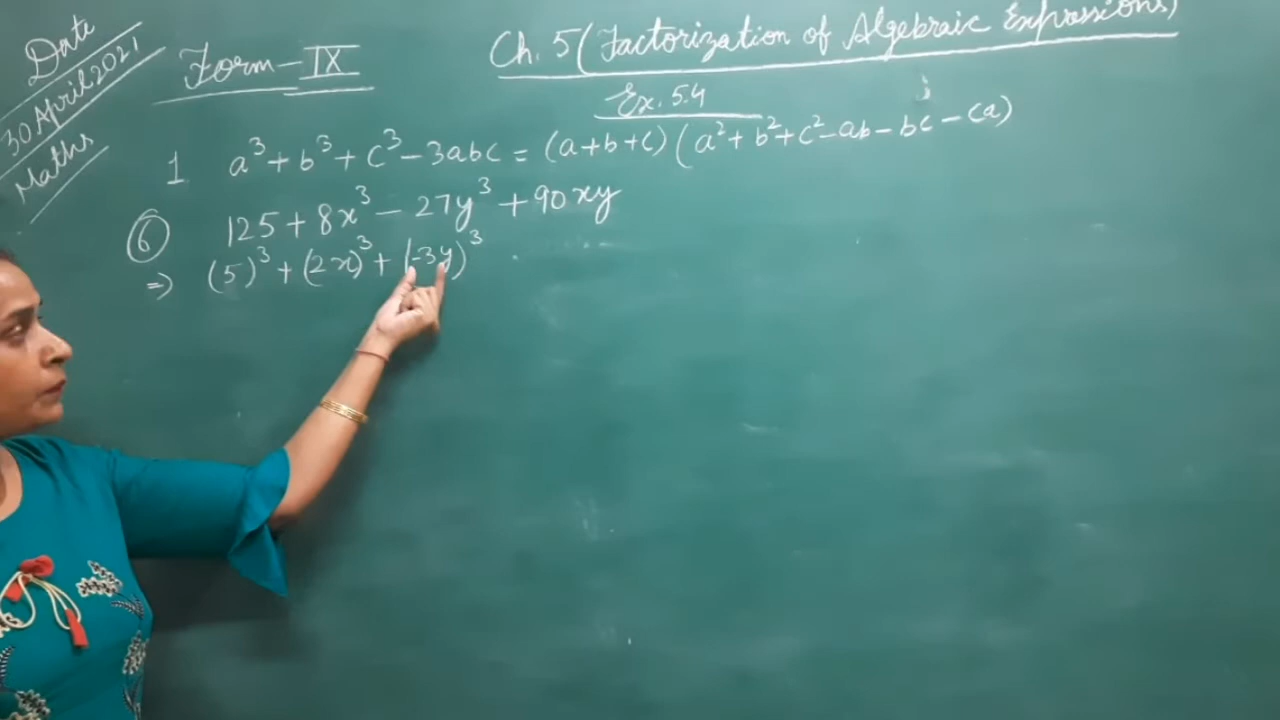 Date
30 April 2021
Maths
Form-IX
Ch. 5 (Factorization of Algebraic Expressions)
Ex. 5.4
1 a³ + b³ + c³ - 3abc = (a+b+c) (a² + b² + c² - ab - bc - ca)
⑥ 125 + 8x³ - 27y³ + 90xy
⇒ (5)³ + (2x)³ + (-3y)³